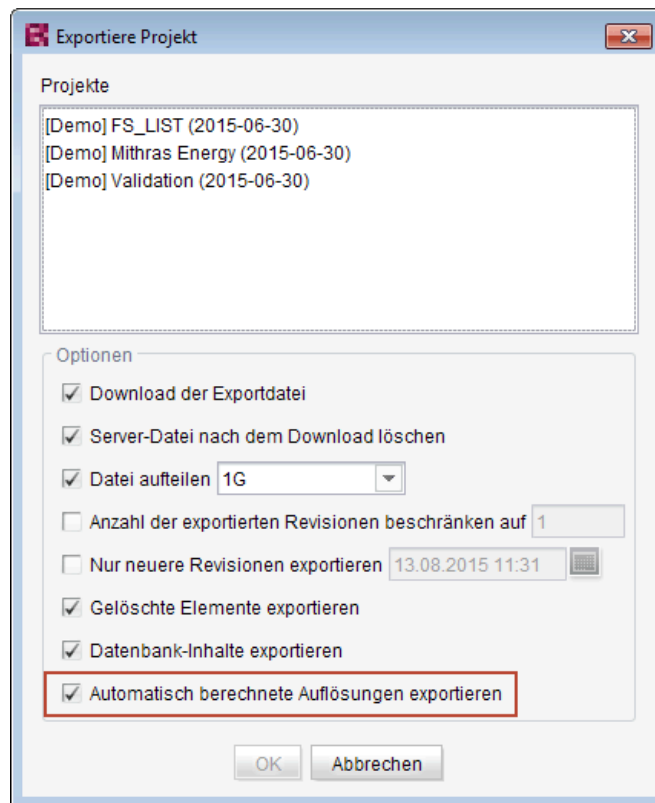 Exportiere Projekt
Projekte
[Demo] FS_LIST (2015-06-30)
[Demo] Mithras Energy (2015-06-30)
[Demo] Validation (2015-06-30)
Optionen
Download der Exportdatei
Server-Datei nach dem Download löschen
Datei aufteilen 1G
Anzahl der exportierten Revisionen beschränken auf 1
Nur neuere Revisionen exportieren 13.08.2015 11:31
Gelöschte Elemente exportieren
Datenbank-Inhalte exportieren
Automatisch berechnete Auflösungen exportieren
OK Abbrechen